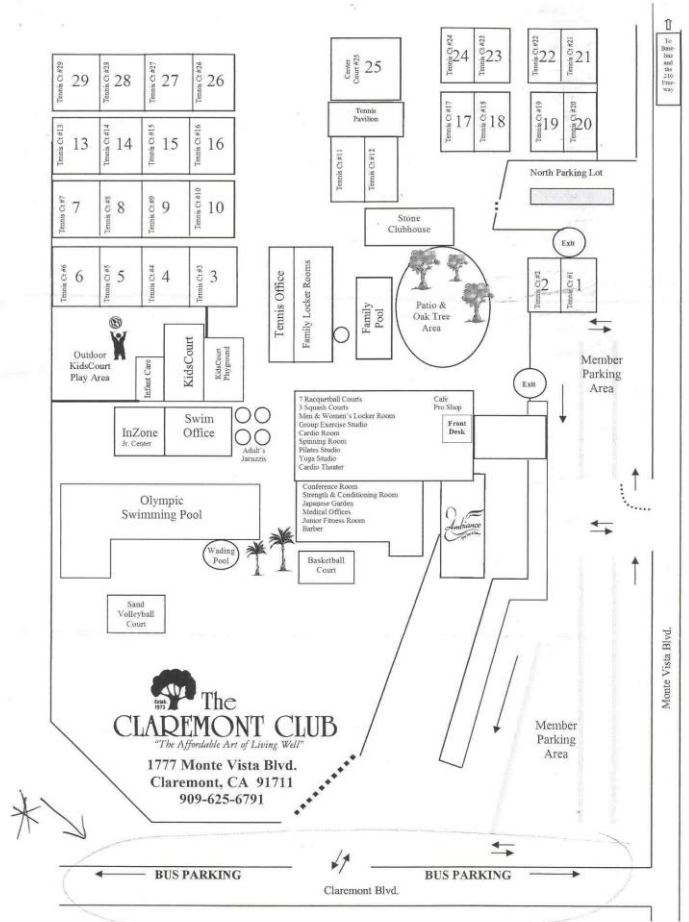 To
Base-
line
and
the
210
Free-
way
Tennis Ct #29
29
Tennis Ct #28
28
Tennis Ct #27
27
Tennis Ct #26
26
Center
Court #25
25
Tennis Ct #24
24
Tennis Ct #23
23
Tennis Ct #22
22
Tennis Ct #21
21
Tennis Ct #13
13
Tennis Ct #14
14
Tennis Ct #15
15
Tennis Ct #16
16
Tennis
Pavilion
Tennis Ct #17
17
Tennis Ct #18
18
Tennis Ct #19
19
Tennis Ct #20
20
Tennis Ct #11
Tennis Ct #12
North Parking Lot
Tennis Ct #7
7
Tennis Ct #8
8
Tennis Ct #9
9
Tennis Ct #10
10
Stone
Clubhouse
Exit
Tennis Ct #6
6
Tennis Ct #5
5
Tennis Ct #4
4
Tennis Ct #3
3
Tennis Office
Family Locker Rooms
Family
Pool
Patio &
Oak Tree
Area
Tennis Ct #2
2
Tennis Ct #1
1
Outdoor
KidsCourt
Play Area
Infant Care
KidsCourt
KidsCourt
Playground
Member
Parking
Area
Exit
InZone
Jr. Center
Swim
Office
Adult's
Jacuzzis
7 Racquetball Courts
3 Squash Courts
Men & Women's Locker Room
Group Exercise Studio
Cardio Room
Spinning Room
Pilates Studio
Yoga Studio
Cardio Theater
Café
Pro Shop
Front
Desk
Conference Room
Strength & Conditioning Room
Japanese Garden
Medical Offices
Junior Fitness Room
Barber
Ambiance
Olympic
Swimming Pool
Wading
Pool
Basketball
Court
Sand
Volleyball
Court
Monte Vista Blvd.
Estab.
1973
The
CLAREMONT CLUB
"The Affordable Art of Living Well"
1777 Monte Vista Blvd.
Claremont, CA 91711
909-625-6791
Member
Parking
Area
BUS PARKING
BUS PARKING
Claremont Blvd.